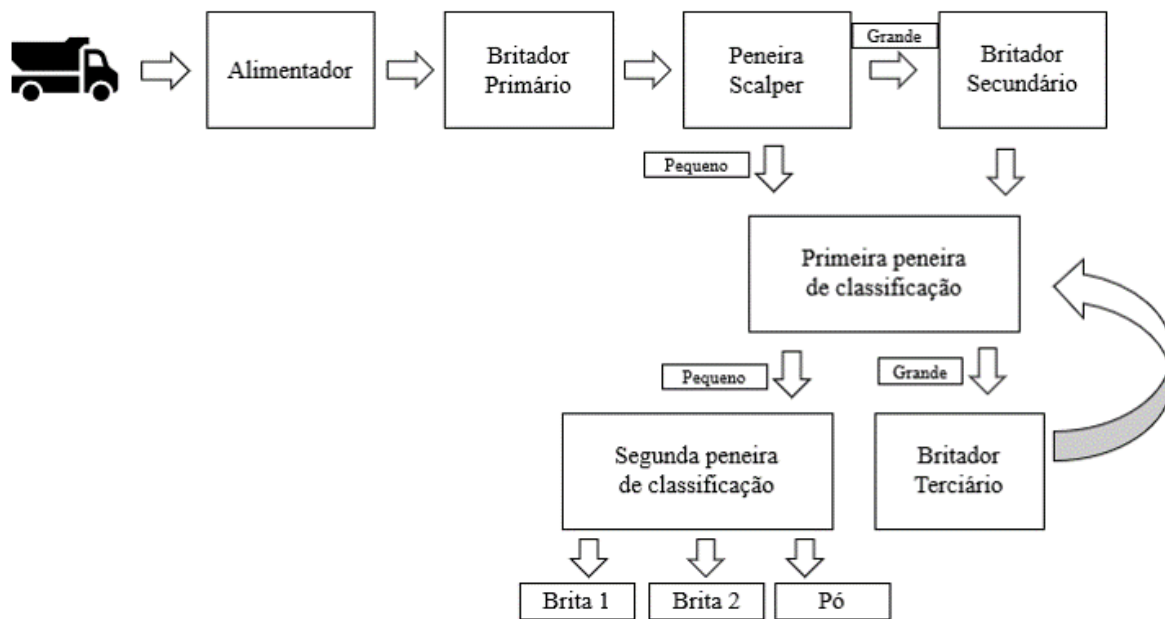 Alimentador
Britador
Primário
Peneira
Scalper
Grande
Britador
Secundário
Pequeno
Primeira peneira
de classificação
Pequeno
Grande
Segunda peneira
de classificação
Britador
Terciário
Brita 1
Brita 2
Pó